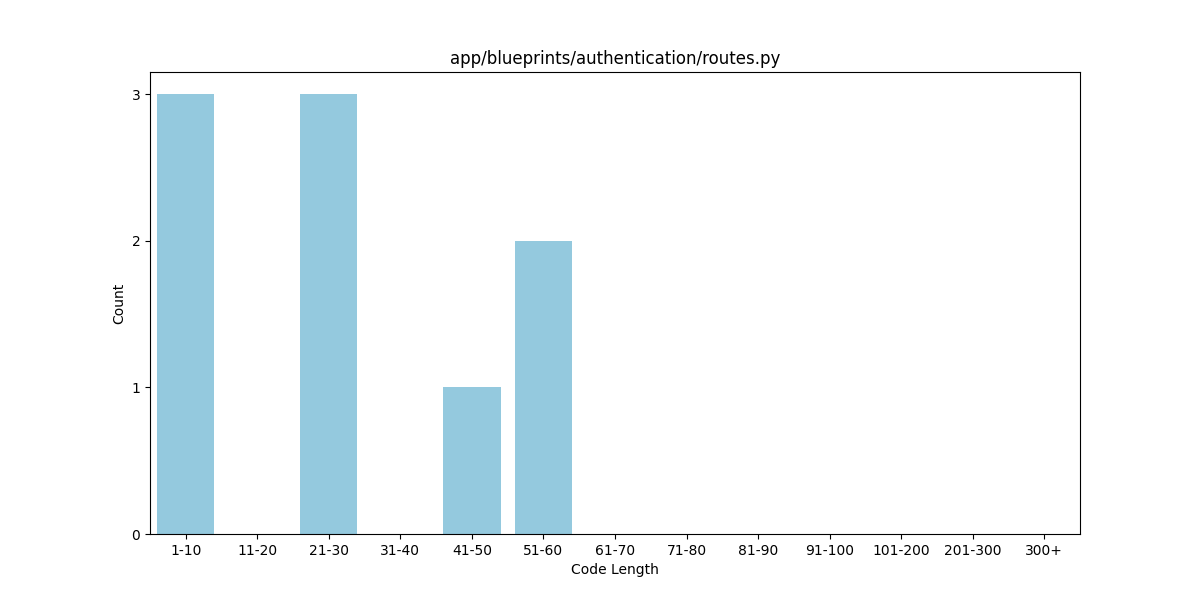 app/blueprints/authentication/routes.py
3
2
1
0
Count
1-10 11-20 21-30 31-40 41-50 51-60 61-70 71-80 81-90 91-100 101-200 201-300 300+
Code Length